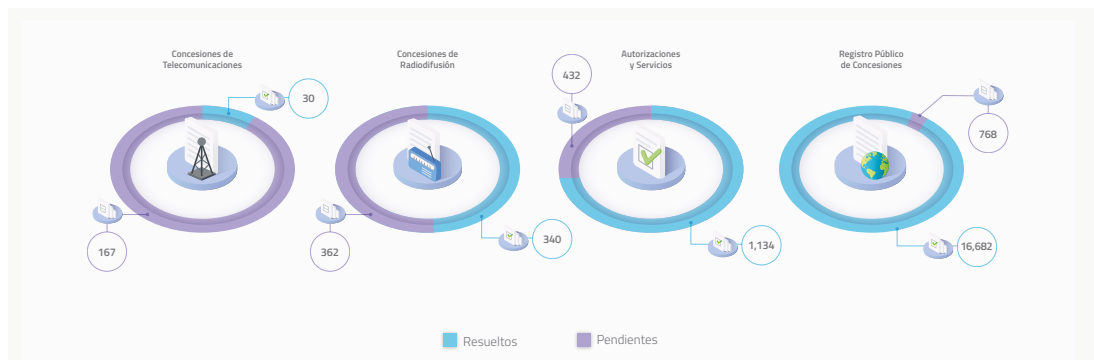 Concesiones de
Telecomunicaciones
30
167
Concesiones de
Radiodifusión
362
340
Autorizaciones
y Servicios
432
1,134
Registro Público
de Concesiones
768
16,682
Resueltos
Pendientes